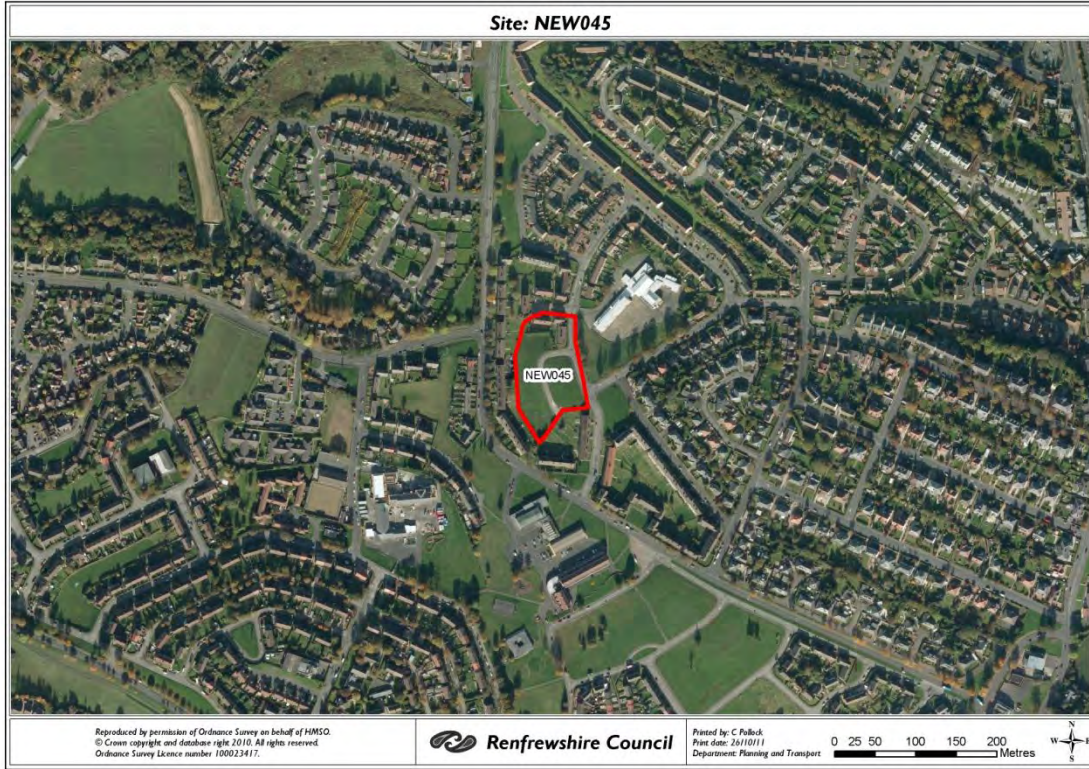 Site: NEW045
NEW045
Reproduced by permission of Ordnance Survey on behalf of HMSO.
© Crown copyright and database right 2010. All rights reserved.
Ordnance Survey Licence number 100023417.
Renfrewshire Council
Printed by: C Pollock
Print date: 26/10/11
Department: Planning and Transport
0 25 50 100 150 200
Metres
N
W E
S